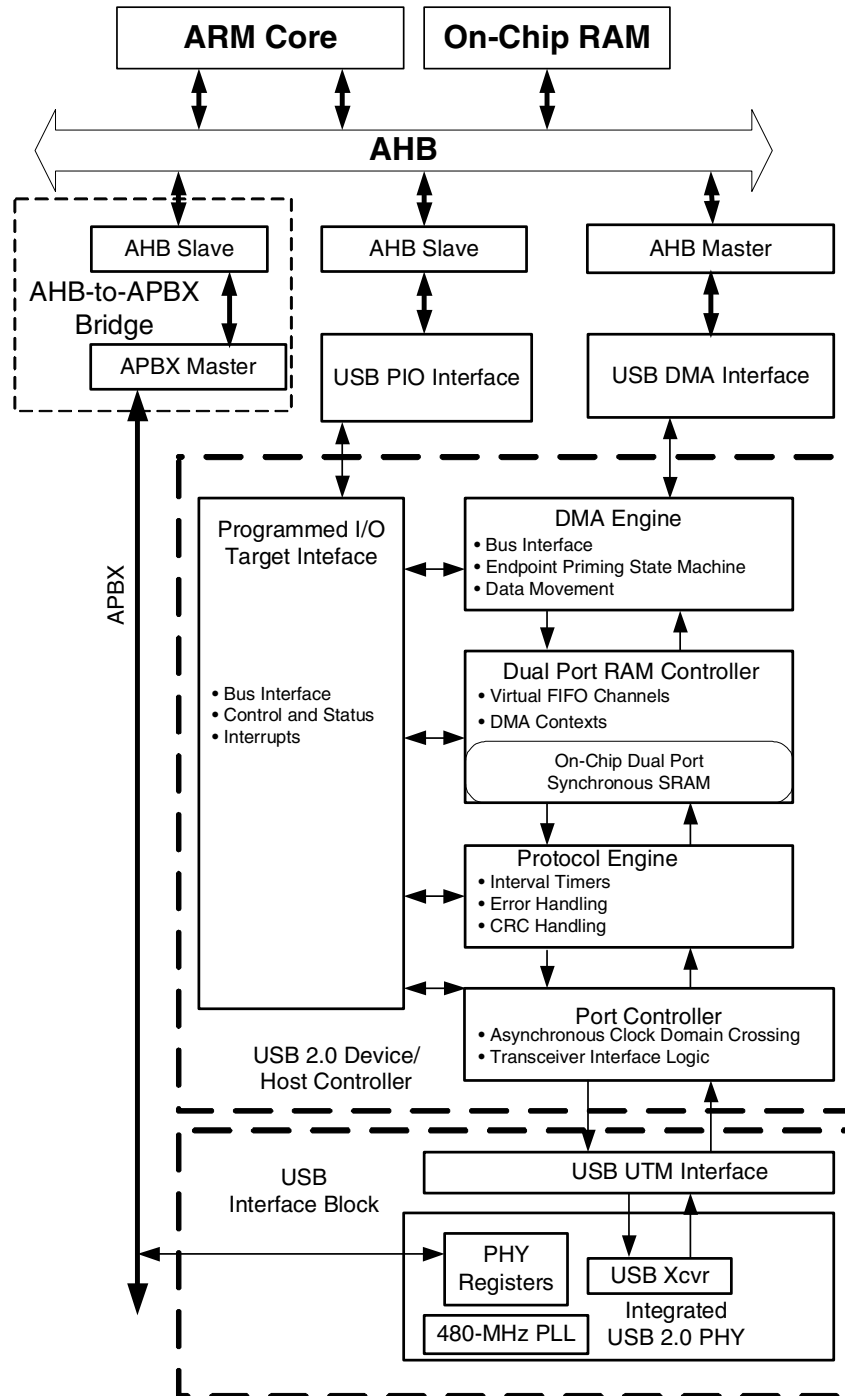 ARM Core
On-Chip RAM
AHB
AHB Slave
AHB-to-APBX
Bridge
APBX Master
AHB Slave
USB PIO Interface
AHB Master
USB DMA Interface
APBX
Programmed I/O
Target Inteface
• Bus Interface
• Control and Status
• Interrupts
DMA Engine
• Bus Interface
• Endpoint Priming State Machine
• Data Movement
Dual Port RAM Controller
• Virtual FIFO Channels
• DMA Contexts
On-Chip Dual Port
Synchronous SRAM
Protocol Engine
• Interval Timers
• Error Handling
• CRC Handling
Port Controller
• Asynchronous Clock Domain Crossing
• Transceiver Interface Logic
USB 2.0 Device/
Host Controller
USB
Interface Block
USB UTM Interface
PHY
Registers
USB Xcvr
Integrated
USB 2.0 PHY
480-MHz PLL